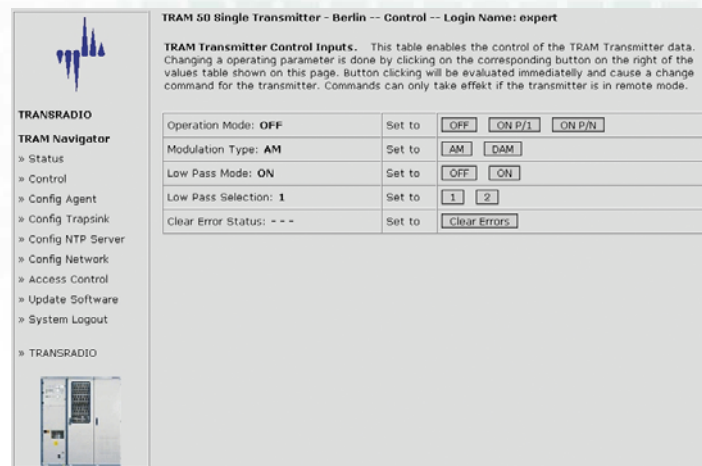 TRAM 50 Single Transmitter - Berlin -- Control -- Login Name: expert
TRAM Transmitter Control Inputs. This table enables the control of the TRAM Transmitter data.
Changing a operating parameter is done by clicking on the corresponding button on the right of the
values table shown on this page. Button clicking will be evaluated immediatelly and cause a change
command for the transmitter. Commands can only take effekt if the transmitter is in remote mode.
TRANSRADIO
TRAM Navigator
» Status
» Control
» Config Agent
» Config Trapsink
» Config NTP Server
» Config Network
» Access Control
» Update Software
» System Logout
» TRANSRADIO
Operation Mode: OFF Set to OFF ON P/1 ON P/N
Modulation Type: AM Set to AM DAM
Low Pass Mode: ON Set to OFF ON
Low Pass Selection: 1 Set to 1 2
Clear Error Status: - - - Set to Clear Errors